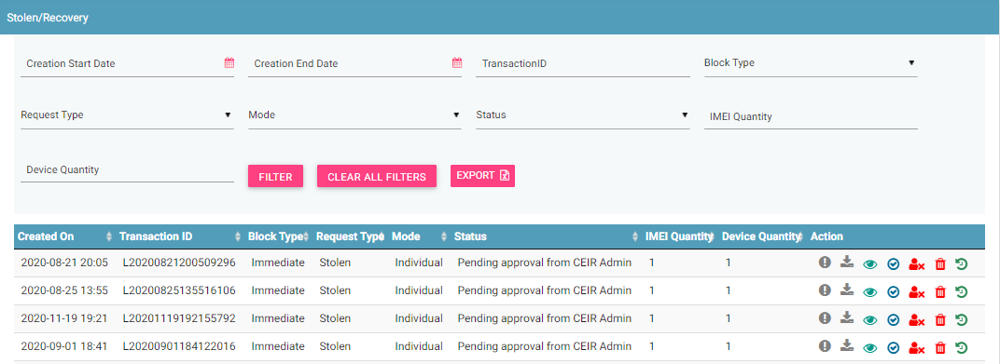 Stolen/Recovery
Creation Start Date Creation End Date TransactionID Block Type
Request Type Mode Status IMEI Quantity
Device Quantity FILTER CLEAR ALL FILTERS EXPORT
Created On Transaction ID Block Type Request Type Mode Status IMEI Quantity Device Quantity Action
2020-08-21 20:05 L20200821200509296 Immediate Stolen Individual Pending approval from CEIR Admin 1 1
2020-08-25 13:55 L20200825135516106 Immediate Stolen Individual Pending approval from CEIR Admin 1 1
2020-11-19 19:21 L20201119192155792 Immediate Stolen Individual Pending approval from CEIR Admin 1 1
2020-09-01 18:41 L20200901184122016 Immediate Stolen Individual Pending approval from CEIR Admin 1 1